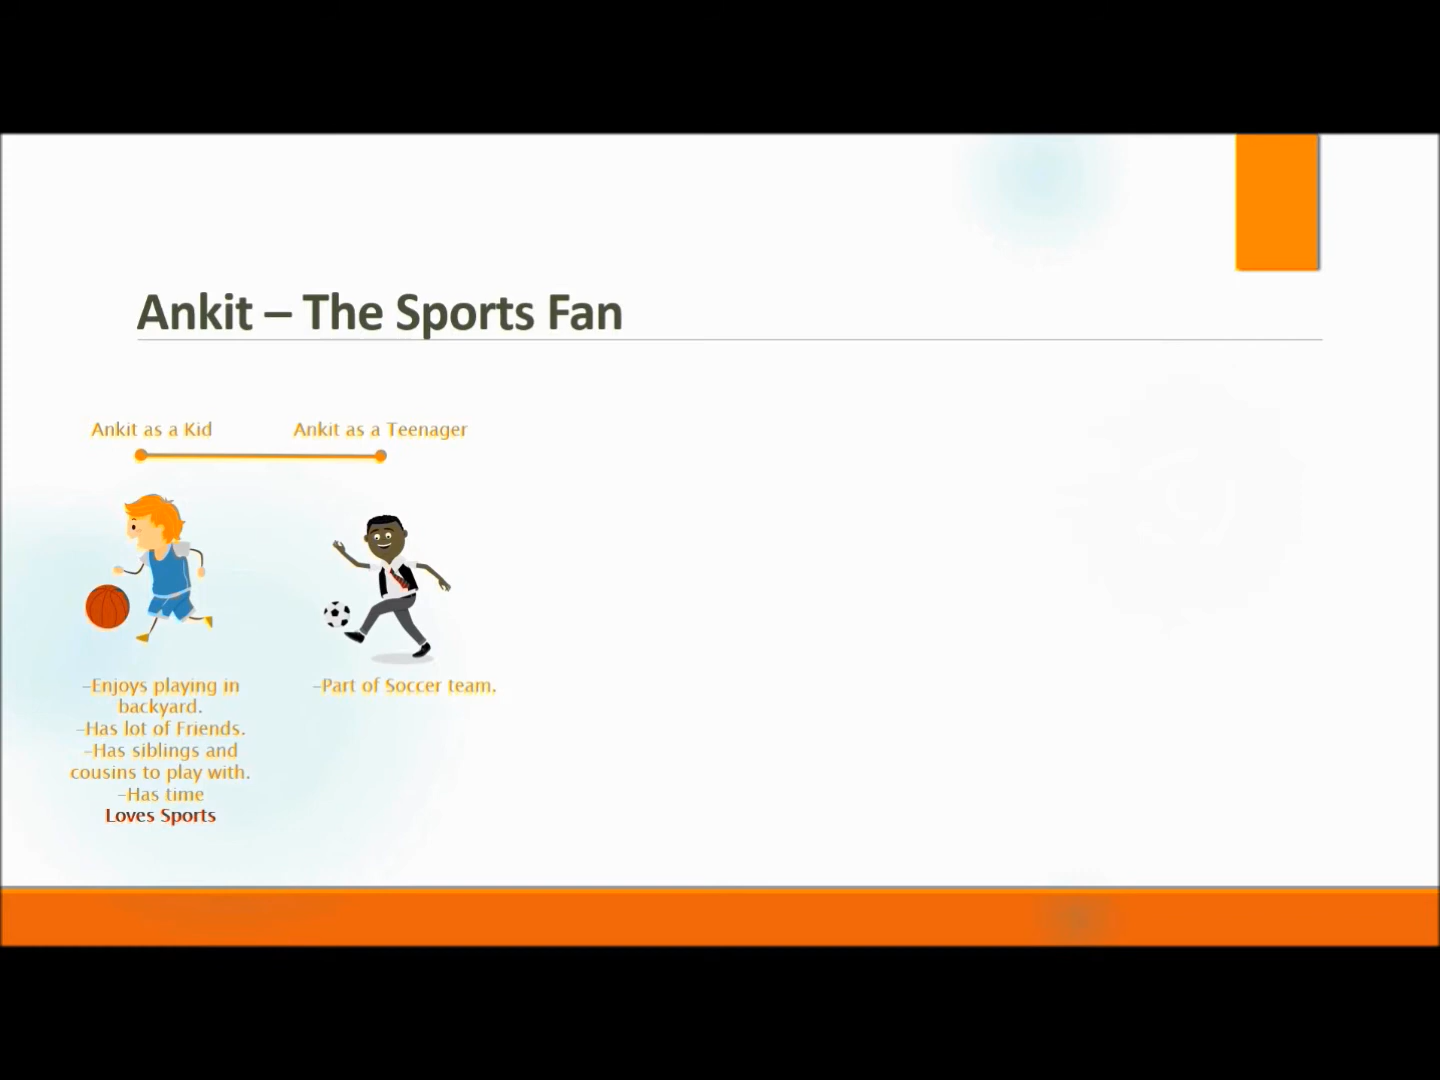 Ankit – The Sports Fan
Ankit as a Kid
Ankit as a Teenager
-Enjoys playing in
backyard.
-Has lot of Friends.
-Has siblings and
cousins to play with.
-Has time
Loves Sports
-Part of Soccer team.